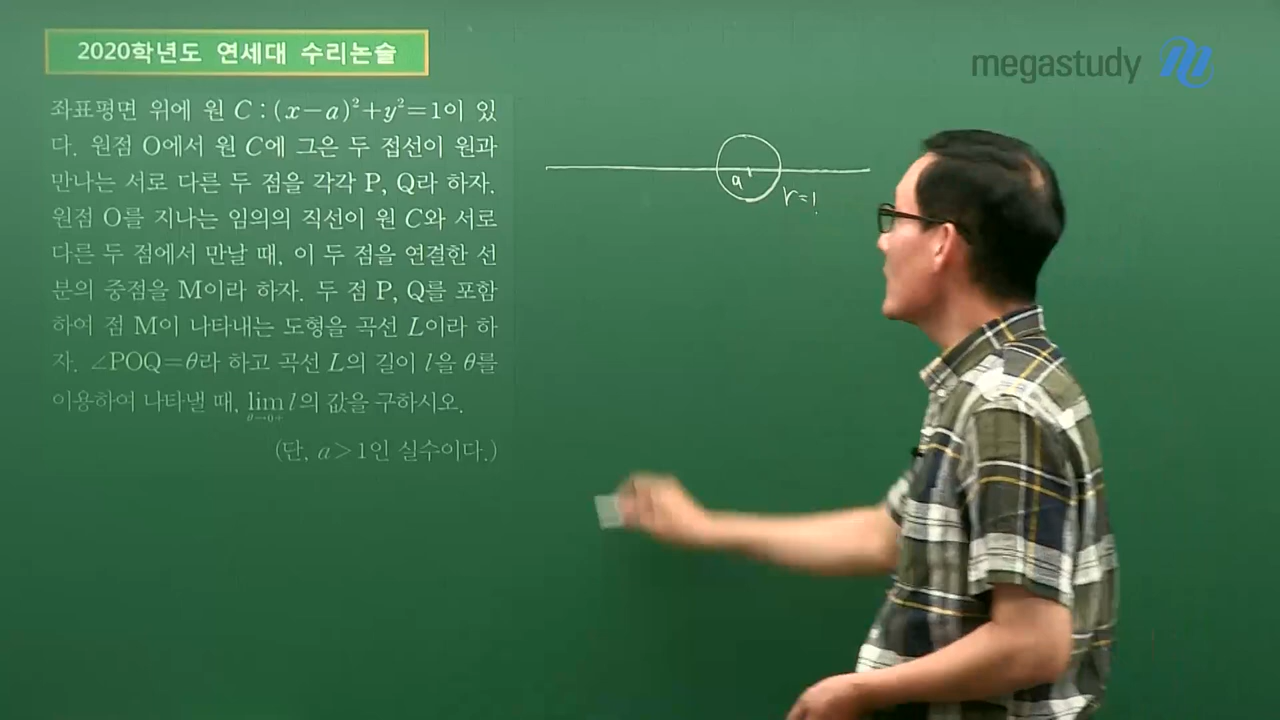 2020학년도 연세대 수리논술
megastudy
좌표평면 위에 원 C : (x−a)²+y²=1이 있
다. 원점 O에서 원 C에 그은 두 접선이 원과
만나는 서로 다른 두 점을 각각 P, Q라 하자.
원점 O를 지나는 임의의 직선이 원 C와 서로
다른 두 점에서 만날 때, 이 두 점을 연결한 선
분의 중점을 M이라 하자. 두 점 P, Q를 포함
하여 점 M이 나타내는 도형을 곡선 L이라 하
자. ∠POQ=θ라 하고 곡선 L의 길이 l을 θ를
이용하여 나타낼 때, lim l의 값을 구하시오.
θ→0+
(단, a>1인 실수이다.)
a
r=1